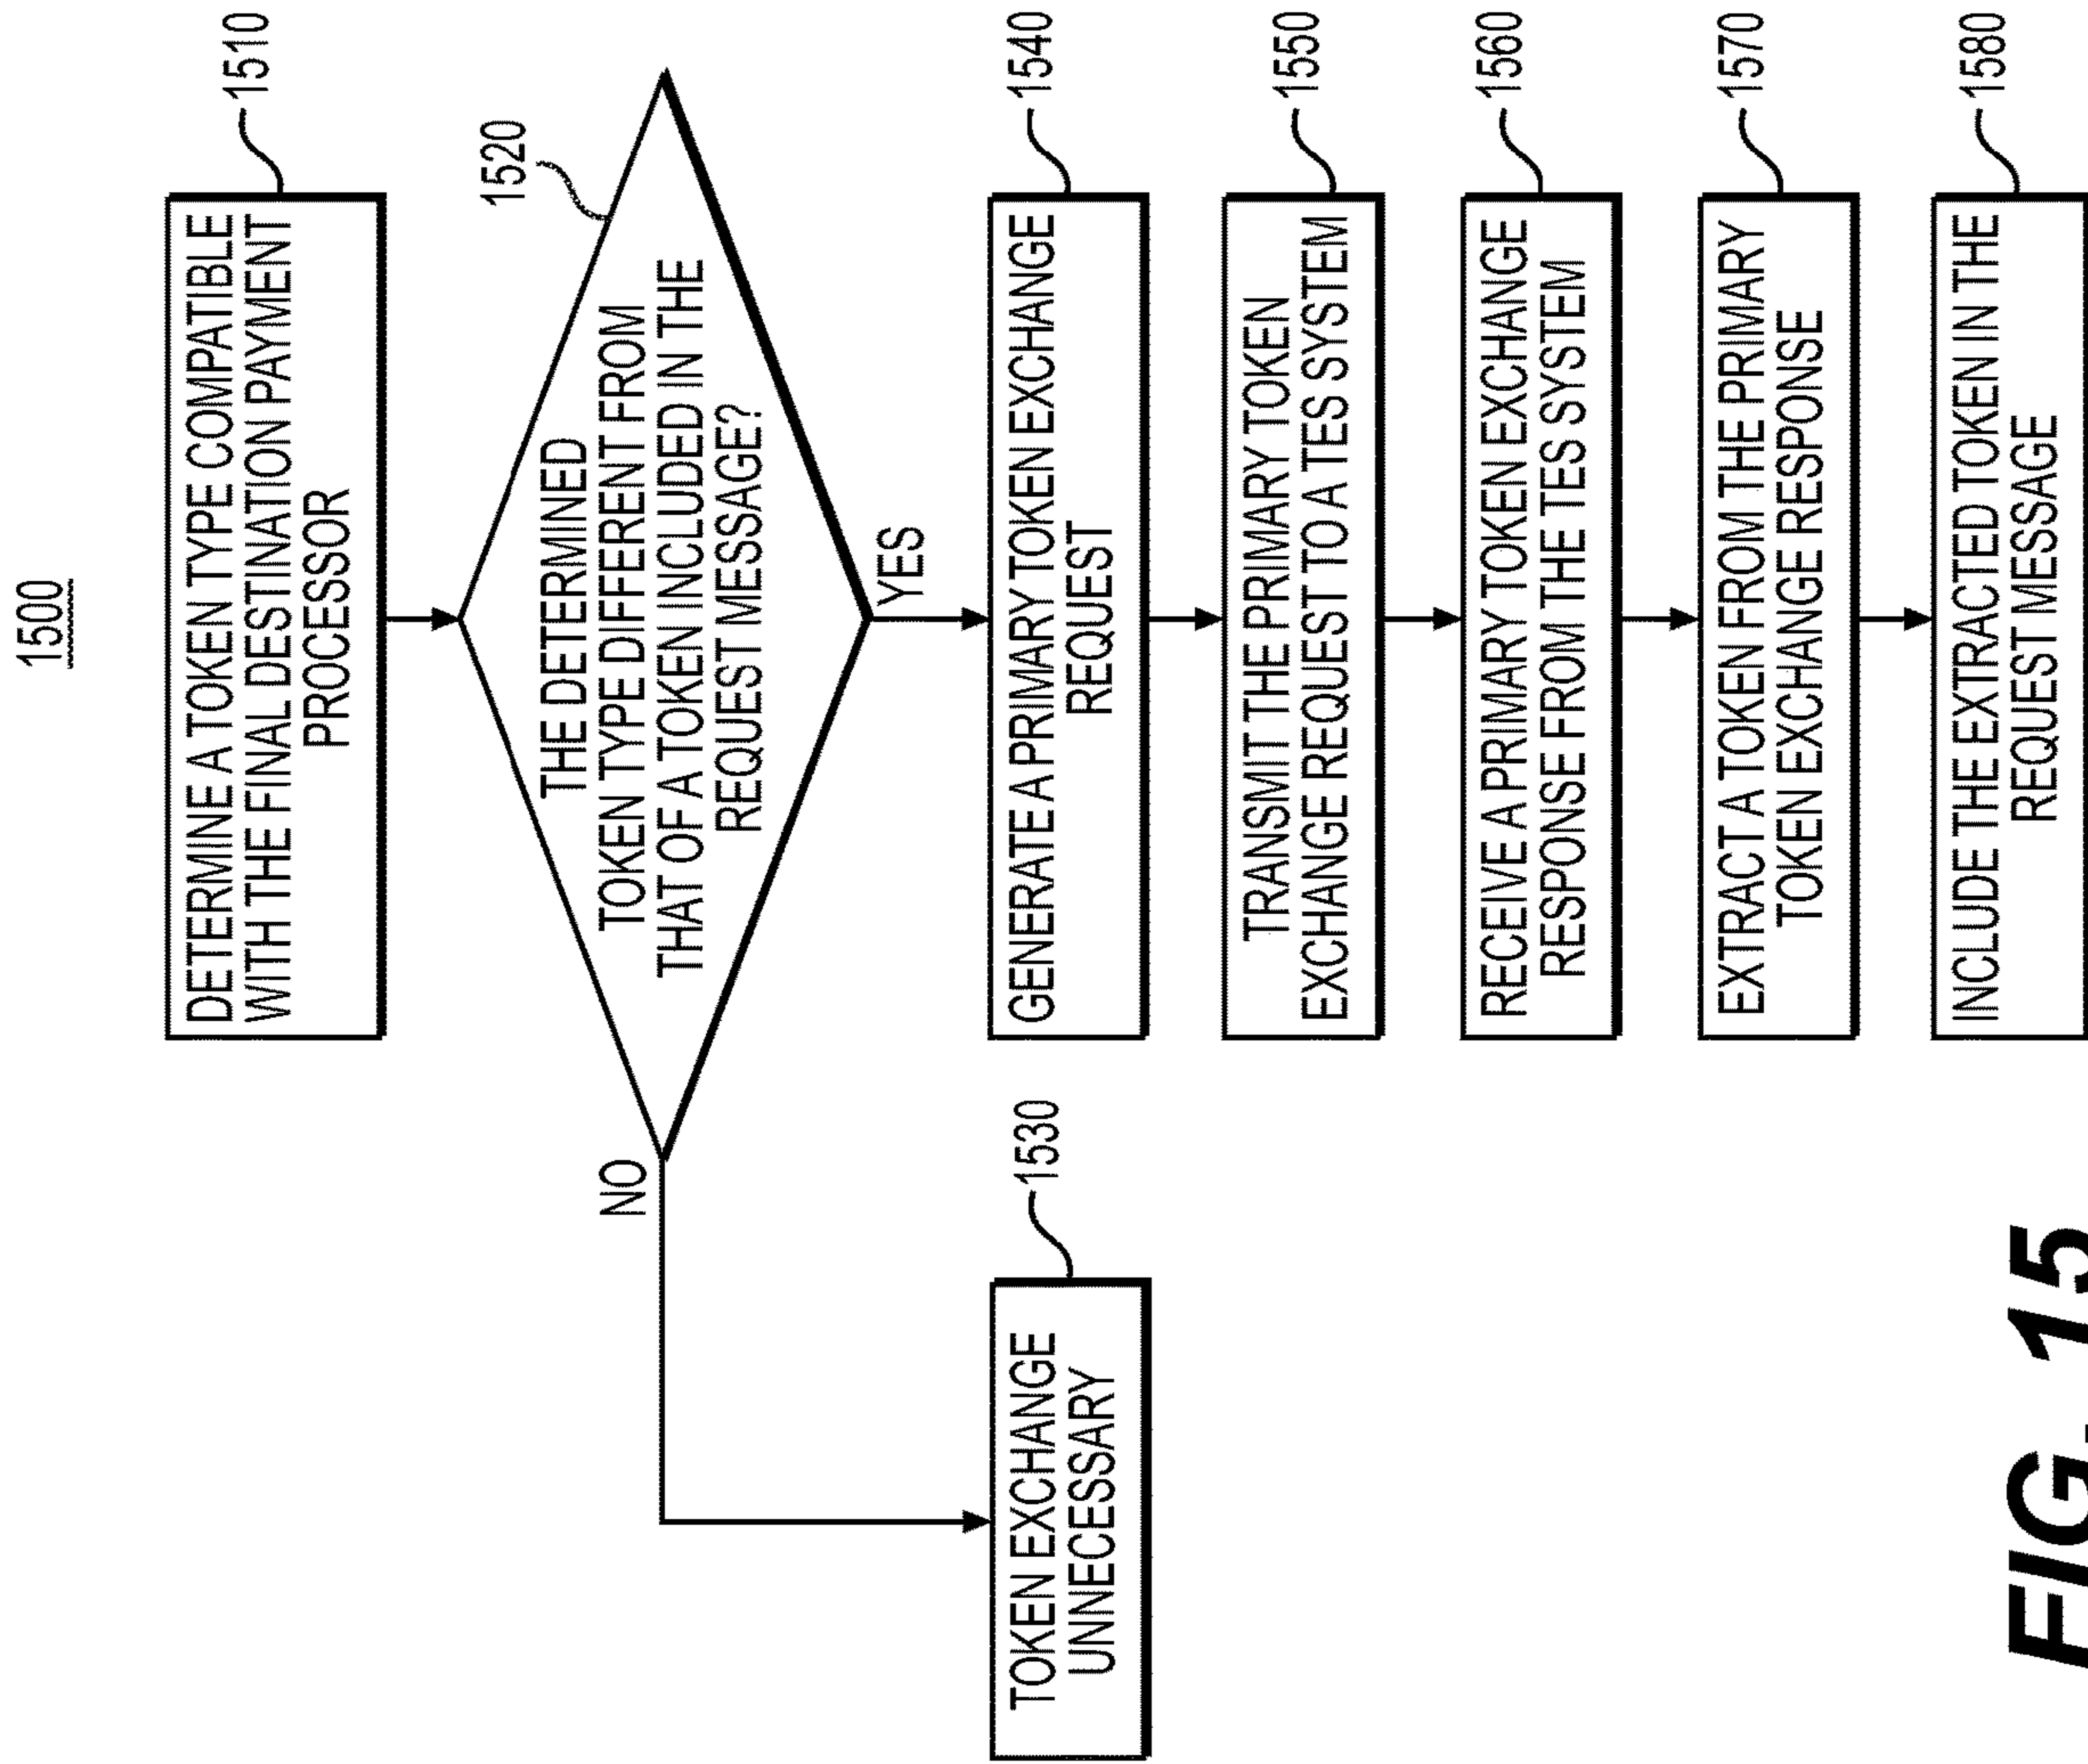 1500
DETERMINE A TOKEN TYPE COMPATIBLE
WITH THE FINAL DESTINATION PAYMENT
PROCESSOR
1510
THE DETERMINED
TOKEN TYPE DIFFERENT FROM
THAT OF A TOKEN INCLUDED IN THE
REQUEST MESSAGE?
1520
NO
YES
TOKEN EXCHANGE
UNNECESSARY
1530
GENERATE A PRIMARY TOKEN EXCHANGE
REQUEST
1540
TRANSMIT THE PRIMARY TOKEN
EXCHANGE REQUEST TO A TES SYSTEM
1550
RECEIVE A PRIMARY TOKEN EXCHANGE
RESPONSE FROM THE TES SYSTEM
1560
EXTRACT A TOKEN FROM THE PRIMARY
TOKEN EXCHANGE RESPONSE
1570
INCLUDE THE EXTRACTED TOKEN IN THE
REQUEST MESSAGE
1580
FIG. 15